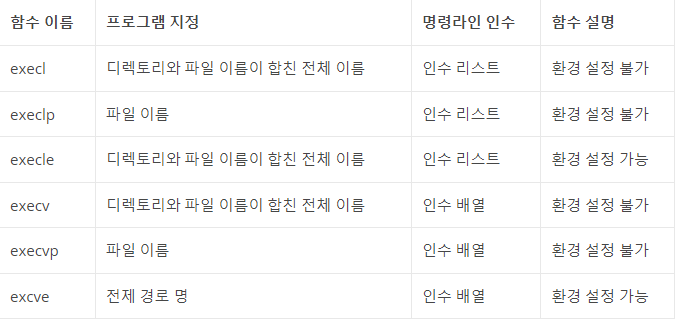 함수 이름 프로그램 지정 명령라인 인수 함수 설명
execl 디렉토리와 파일 이름이 합친 전체 이름 인수 리스트 환경 설정 불가
execlp 파일 이름 인수 리스트 환경 설정 불가
execle 디렉토리와 파일 이름이 합친 전체 이름 인수 리스트 환경 설정 가능
execv 디렉토리와 파일 이름이 합친 전체 이름 인수 배열 환경 설정 불가
execvp 파일 이름 인수 배열 환경 설정 불가
excve 전제 경로 명 인수 배열 환경 설정 가능